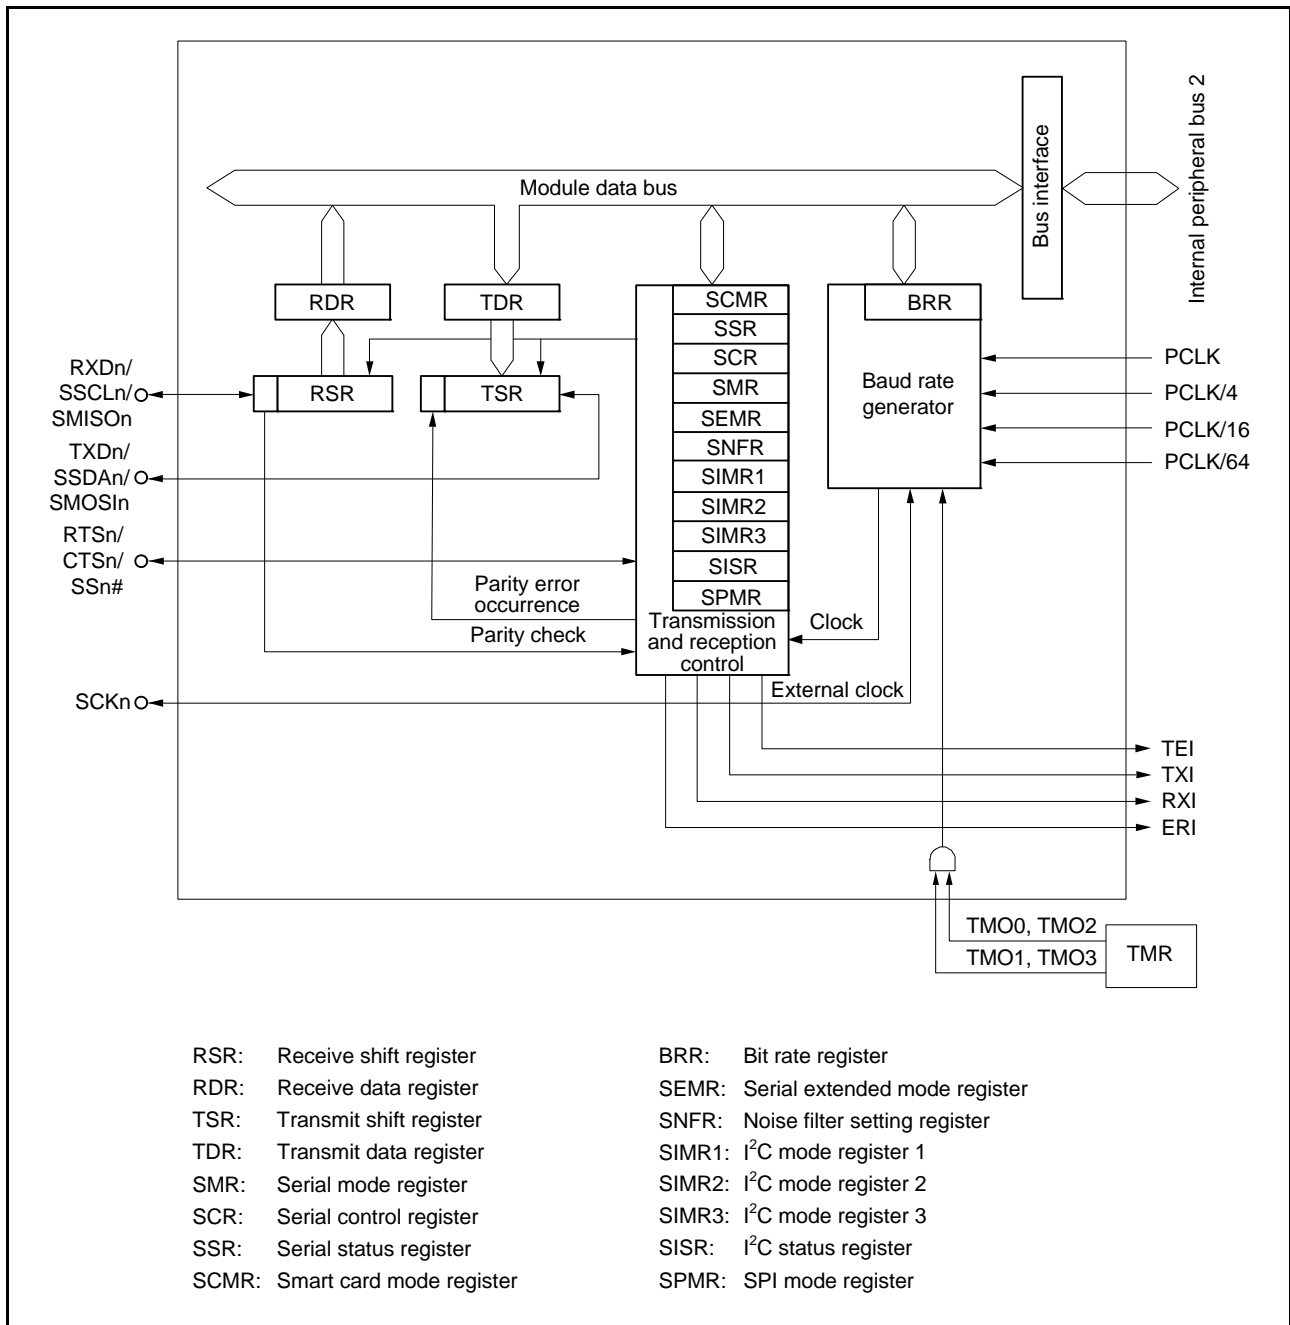 Internal peripheral bus 2
Bus interface
Module data bus
RDR
TDR
SCMR
SSR
SCR
SMR
SEMR
SNFR
SIMR1
SIMR2
SIMR3
SISR
SPMR
Transmission
and reception
control
BRR
Baud rate
generator
RSR
TSR
PCLK
PCLK/4
PCLK/16
PCLK/64
RXDn/
SSCLn/
SMISOn
TXDn/
SSDAn/
SMOSIn
RTSn/
CTSn/
SSn#
Parity error
occurrence
Parity check
Clock
SCKn
External clock
TEI
TXI
RXI
ERI
TMO0, TMO2
TMO1, TMO3
TMR
RSR: Receive shift register
RDR: Receive data register
TSR: Transmit shift register
TDR: Transmit data register
SMR: Serial mode register
SCR: Serial control register
SSR: Serial status register
SCMR: Smart card mode register
BRR: Bit rate register
SEMR: Serial extended mode register
SNFR: Noise filter setting register
SIMR1: I²C mode register 1
SIMR2: I²C mode register 2
SIMR3: I²C mode register 3
SISR: I²C status register
SPMR: SPI mode register